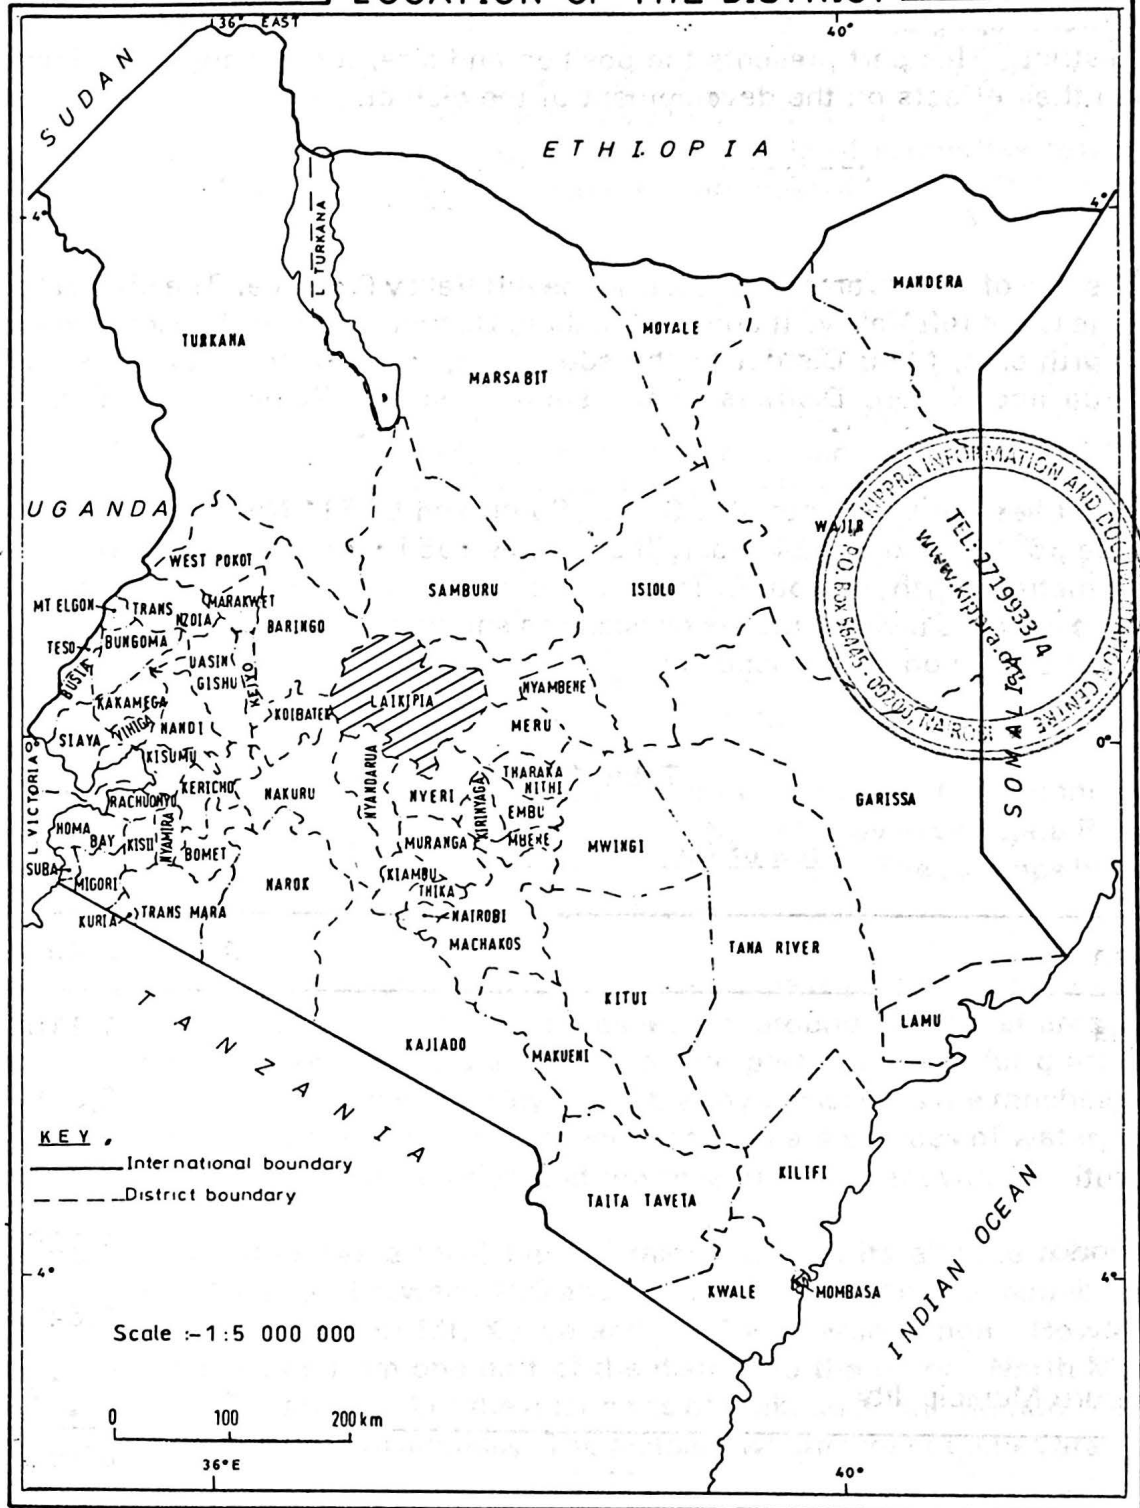 LOCATION OF THE DISTRICT
36° EAST
40°
SUDAN
ETHIOPIA
4°
4°
L TURKANA
MANDERA
MOYALE
TURKANA
MARSABIT
UGANDA
WAJIR
KIPPRA INFORMATION AND DOCUMENTATION CENTRE
P.O. Box 56445 - 00200, NAIROBI
TEL: 2719933/4
www.kippra.org
WEST POKOT
SAMBURU
ISIOLO
MT ELGON
TRANS
NZOIA
MARAKWET
BARINGO
TESO
BUNGOMA
BUSIA
UASIN
GISHU
KEIYO
KAKAMEGA
VIHIGA
NANDI
KOIBATEK
LAIKIPIA
NYAMBENE
MERU
SIAYA
0°
0°
KISUMU
SOMALIA
L VICTORIA
RACHUONYO
KERICHO
NAKURU
NYANDARUA
NYERI
KIRINYAGA
THARAKA
NITHI
GARISSA
HOMA
BAY
KISII
NYAMIRA
BOMET
MURANGA
EMBU
MBERE
MWINGI
SUBA
MIGORI
NAROK
KIAMBU
THIKA
KURIA
TRANS MARA
NAIROBI
MACHAKOS
TANA RIVER
KITUI
LAMU
TANZANIA
KAJIADO
MAKUENI
KEY
International boundary
District boundary
TAITA TAVETA
KILIFI
INDIAN OCEAN
4°
4°
KWALE
MOMBASA
Scale :-1:5 000 000
0 100 200 km
36°E
40°